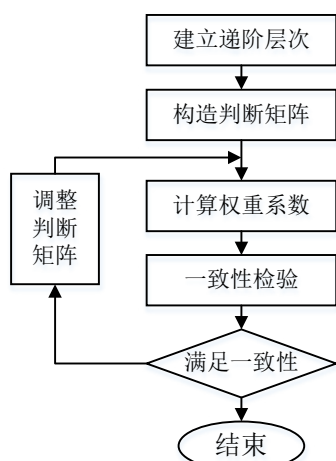 建立递阶层次
构造判断矩阵
计算权重系数
调整
判断
矩阵
一致性检验
满足一致性
结束